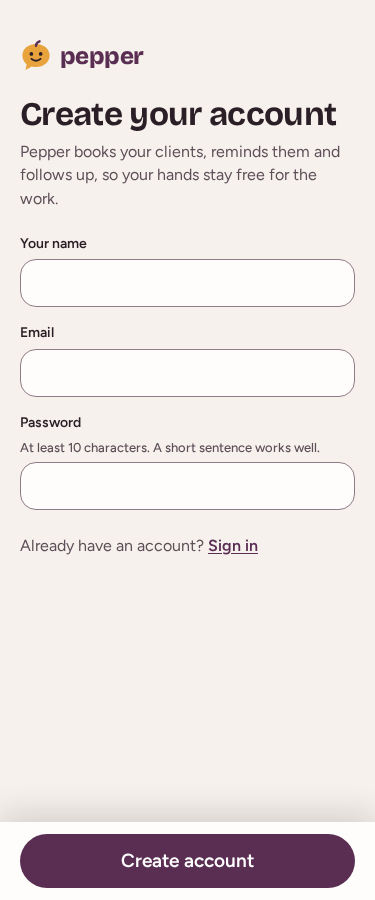 pepper
Create your account
Pepper books your clients, reminds them and
follows up, so your hands stay free for the
work.
Your name
Email
Password
At least 10 characters. A short sentence works well.
Already have an account? Sign in
Create account